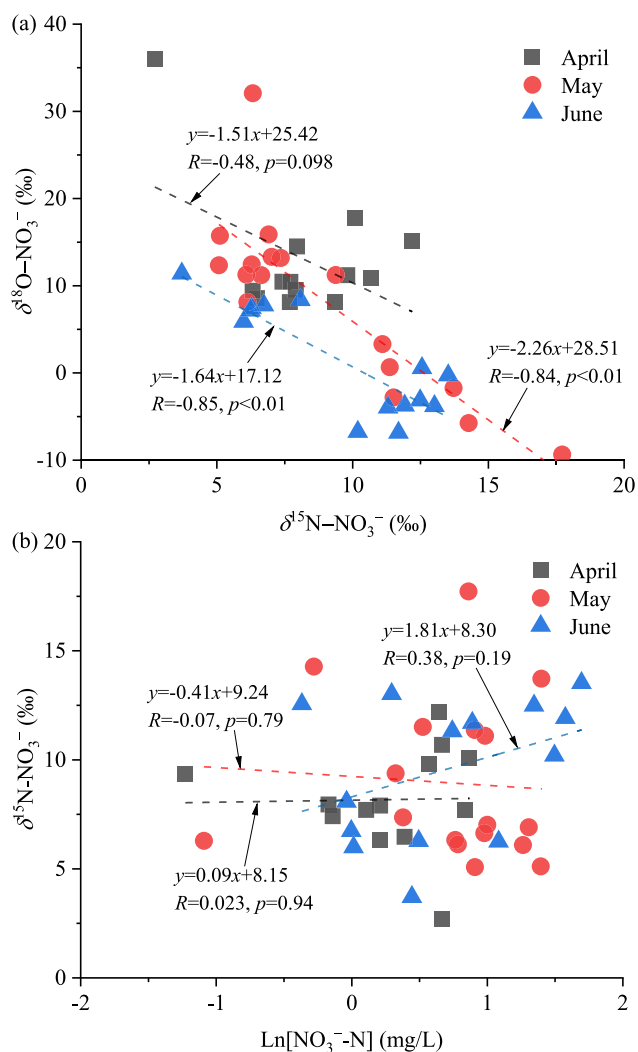 (a)
April
May
June
y=-1.51x+25.42
R=-0.48, p=0.098
y=-1.64x+17.12
R=-0.85, p<0.01
y=-2.26x+28.51
R=-0.84, p<0.01
40
30
20
10
0
-10
δ¹⁸O–NO₃⁻ (‰)
0
5
10
15
20
δ¹⁵N–NO₃⁻ (‰)
(b)
April
May
June
y=1.81x+8.30
R=0.38, p=0.19
y=-0.41x+9.24
R=-0.07, p=0.79
y=0.09x+8.15
R=0.023, p=0.94
20
15
10
5
0
δ¹⁵N-NO₃⁻ (‰)
-2
-1
0
1
2
Ln[NO₃⁻-N] (mg/L)